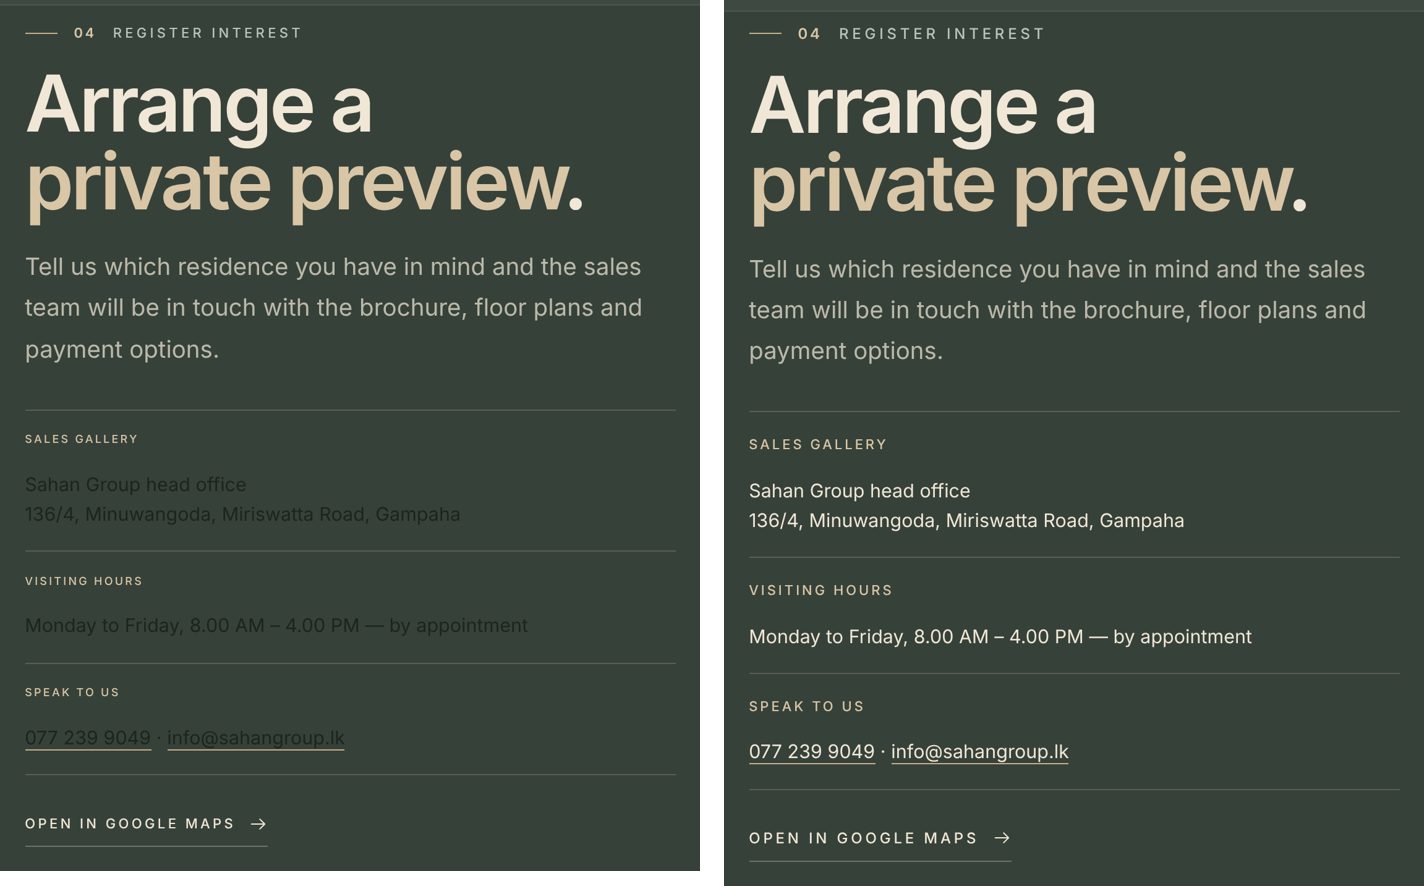 04 REGISTER INTEREST
Arrange a
private preview.
Tell us which residence you have in mind and the sales
team will be in touch with the brochure, floor plans and
payment options.
SALES GALLERY
Sahan Group head office
136/4, Minuwangoda, Miriswatta Road, Gampaha
VISITING HOURS
Monday to Friday, 8.00 AM – 4.00 PM — by appointment
SPEAK TO US
077 239 9049 · info@sahangroup.lk
OPEN IN GOOGLE MAPS →
04 REGISTER INTEREST
Arrange a
private preview.
Tell us which residence you have in mind and the sales
team will be in touch with the brochure, floor plans and
payment options.
SALES GALLERY
Sahan Group head office
136/4, Minuwangoda, Miriswatta Road, Gampaha
VISITING HOURS
Monday to Friday, 8.00 AM – 4.00 PM — by appointment
SPEAK TO US
077 239 9049 · info@sahangroup.lk
OPEN IN GOOGLE MAPS →